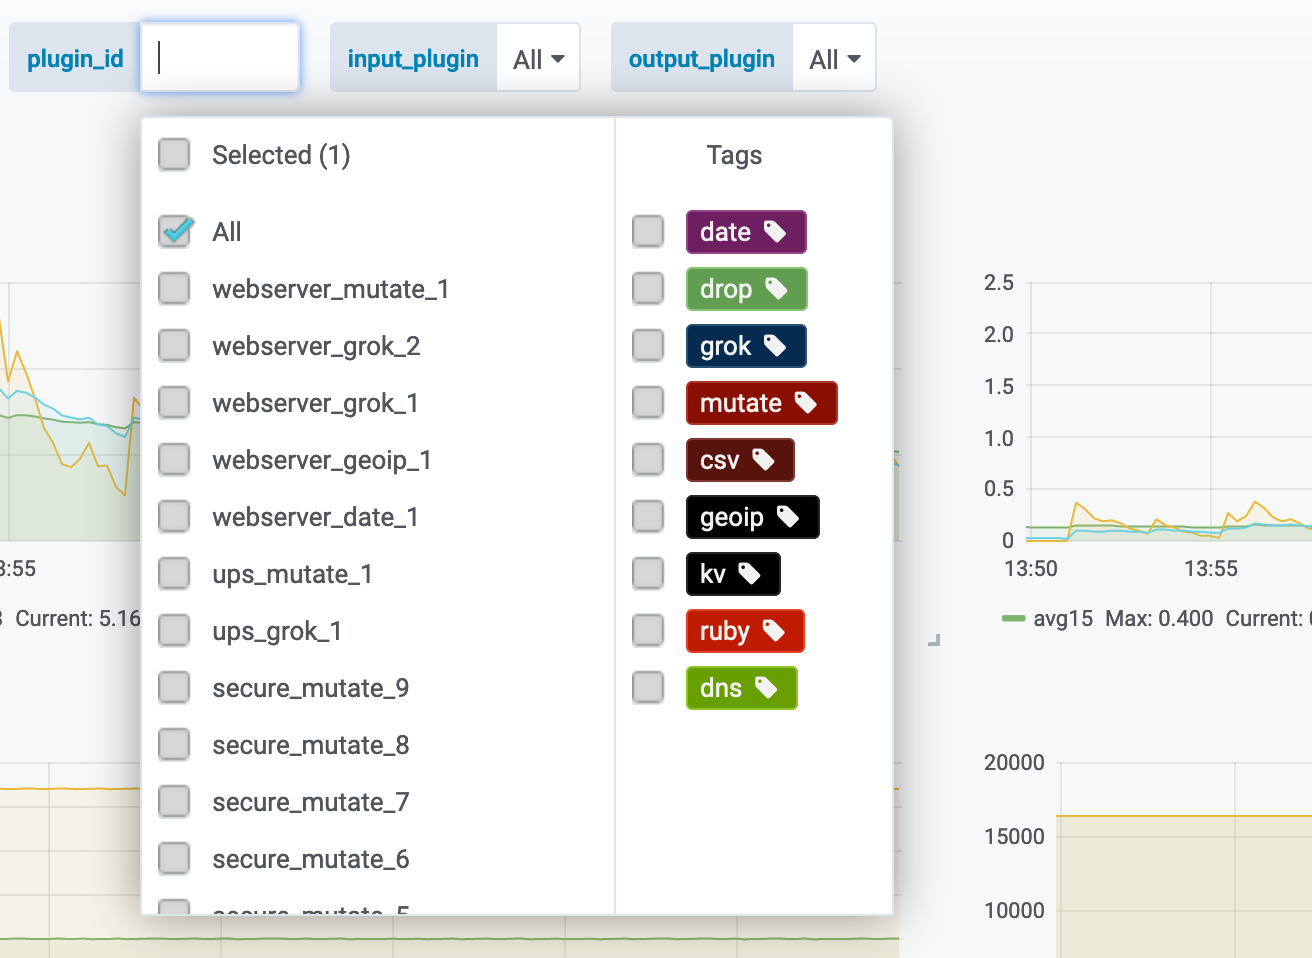 plugin_id
input_plugin All
output_plugin All
Selected (1)
All
webserver_mutate_1
webserver_grok_2
webserver_grok_1
webserver_geoip_1
webserver_date_1
ups_mutate_1
ups_grok_1
secure_mutate_9
secure_mutate_8
secure_mutate_7
secure_mutate_6
secure_mutate_5
Tags
date
drop
grok
mutate
csv
geoip
kv
ruby
dns
3:55
Current: 5.16
2.5
2.0
1.5
1.0
0.5
0
13:50 13:55
avg15 Max: 0.400 Current:
20000
15000
10000